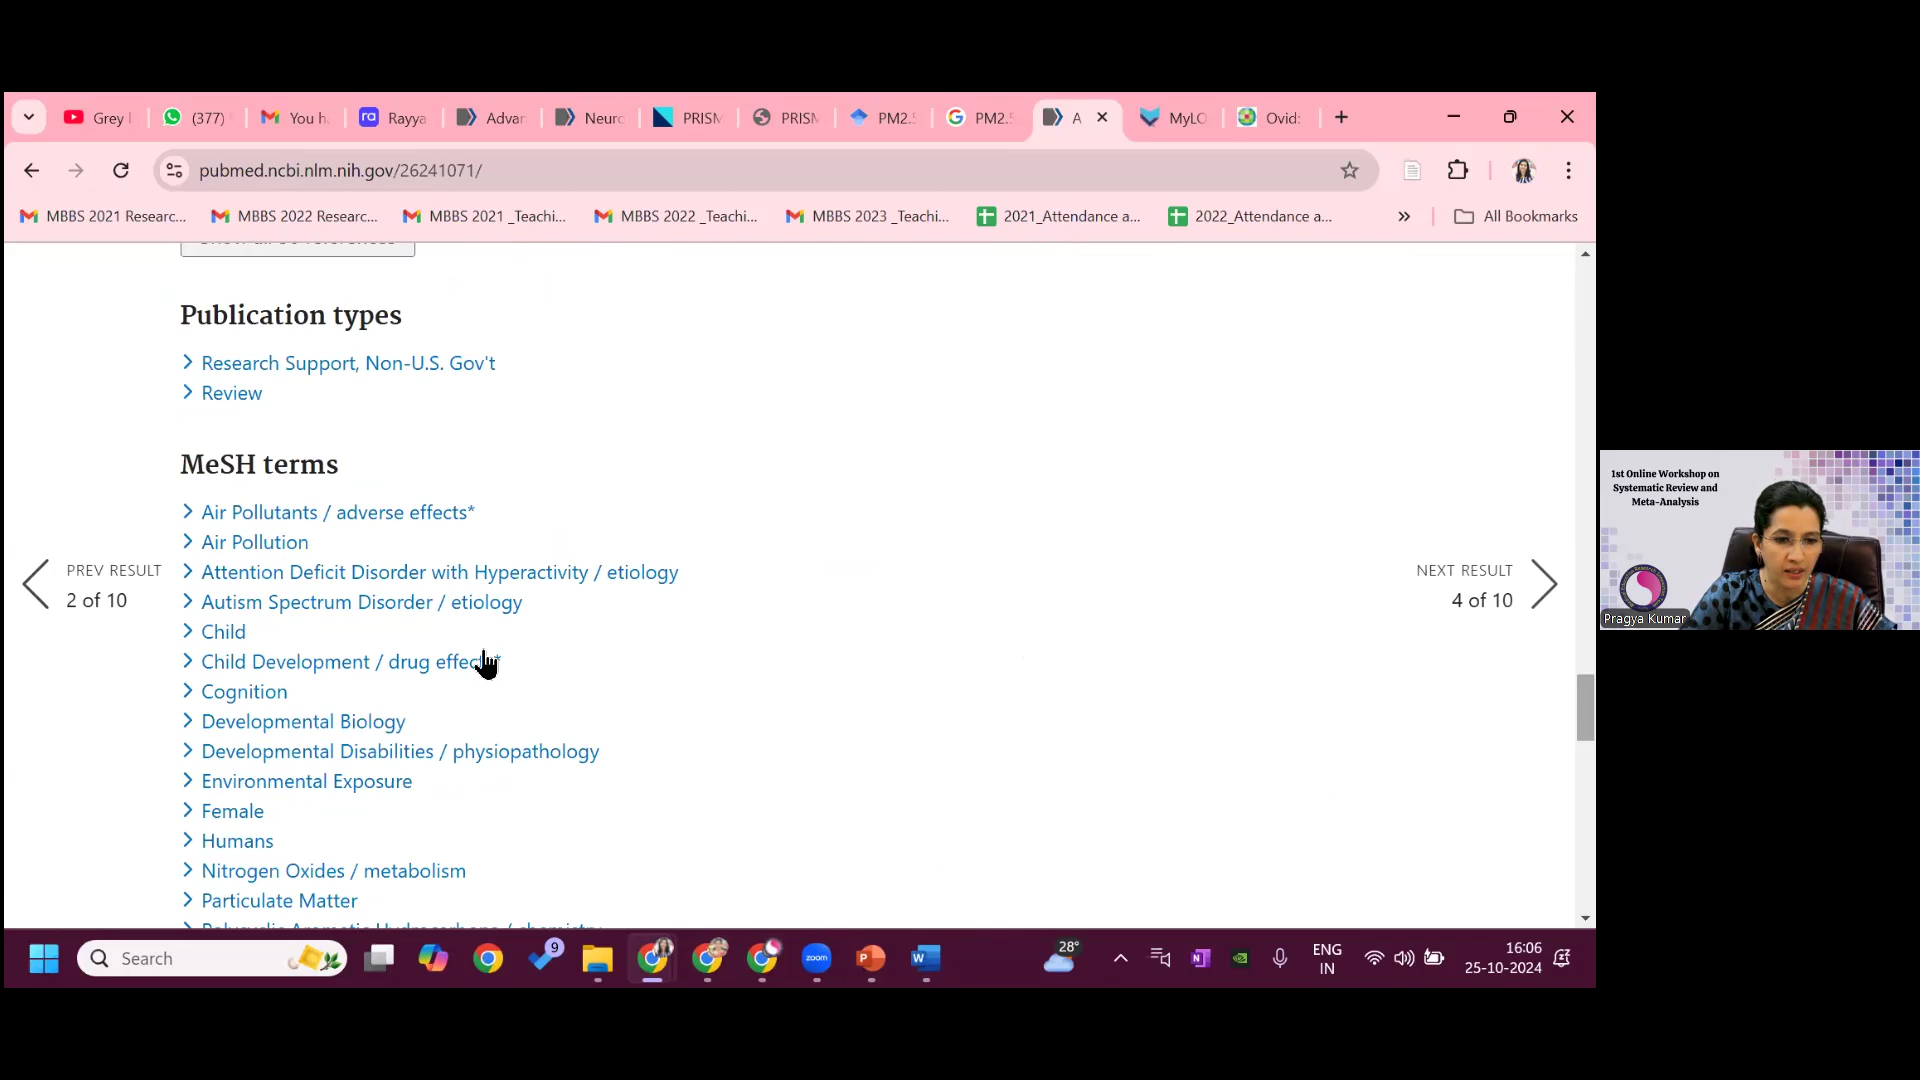 Grey
(377)
You h
Rayya
Advan
Neuro
PRISM
PRISM
PM2.5
PM2.5
A
MyLO
Ovid:
pubmed.ncbi.nlm.nih.gov/26241071/
MBBS 2021 Researc...
MBBS 2022 Researc...
MBBS 2021 _Teachi...
MBBS 2022 _Teachi...
MBBS 2023 _Teachi...
2021_Attendance a...
2022_Attendance a...
All Bookmarks
Publication types
Research Support, Non-U.S. Gov't
Review
MeSH terms
Air Pollutants / adverse effects*
Air Pollution
Attention Deficit Disorder with Hyperactivity / etiology
Autism Spectrum Disorder / etiology
Child
Child Development / drug effects*
Cognition
Developmental Biology
Developmental Disabilities / physiopathology
Environmental Exposure
Female
Humans
Nitrogen Oxides / metabolism
Particulate Matter
PREV RESULT
2 of 10
NEXT RESULT
4 of 10
1st Online Workshop on
Systematic Review and
Meta-Analysis
Pragya Kumar
Search
9
zoom
28°
ENG
IN
16:06
25-10-2024